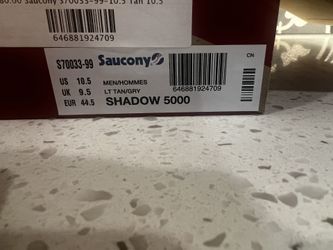 80.00 Saucony S70033-99-10.5 Tan 10.5
646881924709
S70033-99 Saucony CN
US 10.5 MEN/HOMMES
UK 9.5 LT TAN/GRY 646881924709
EUR 44.5 SHADOW 5000